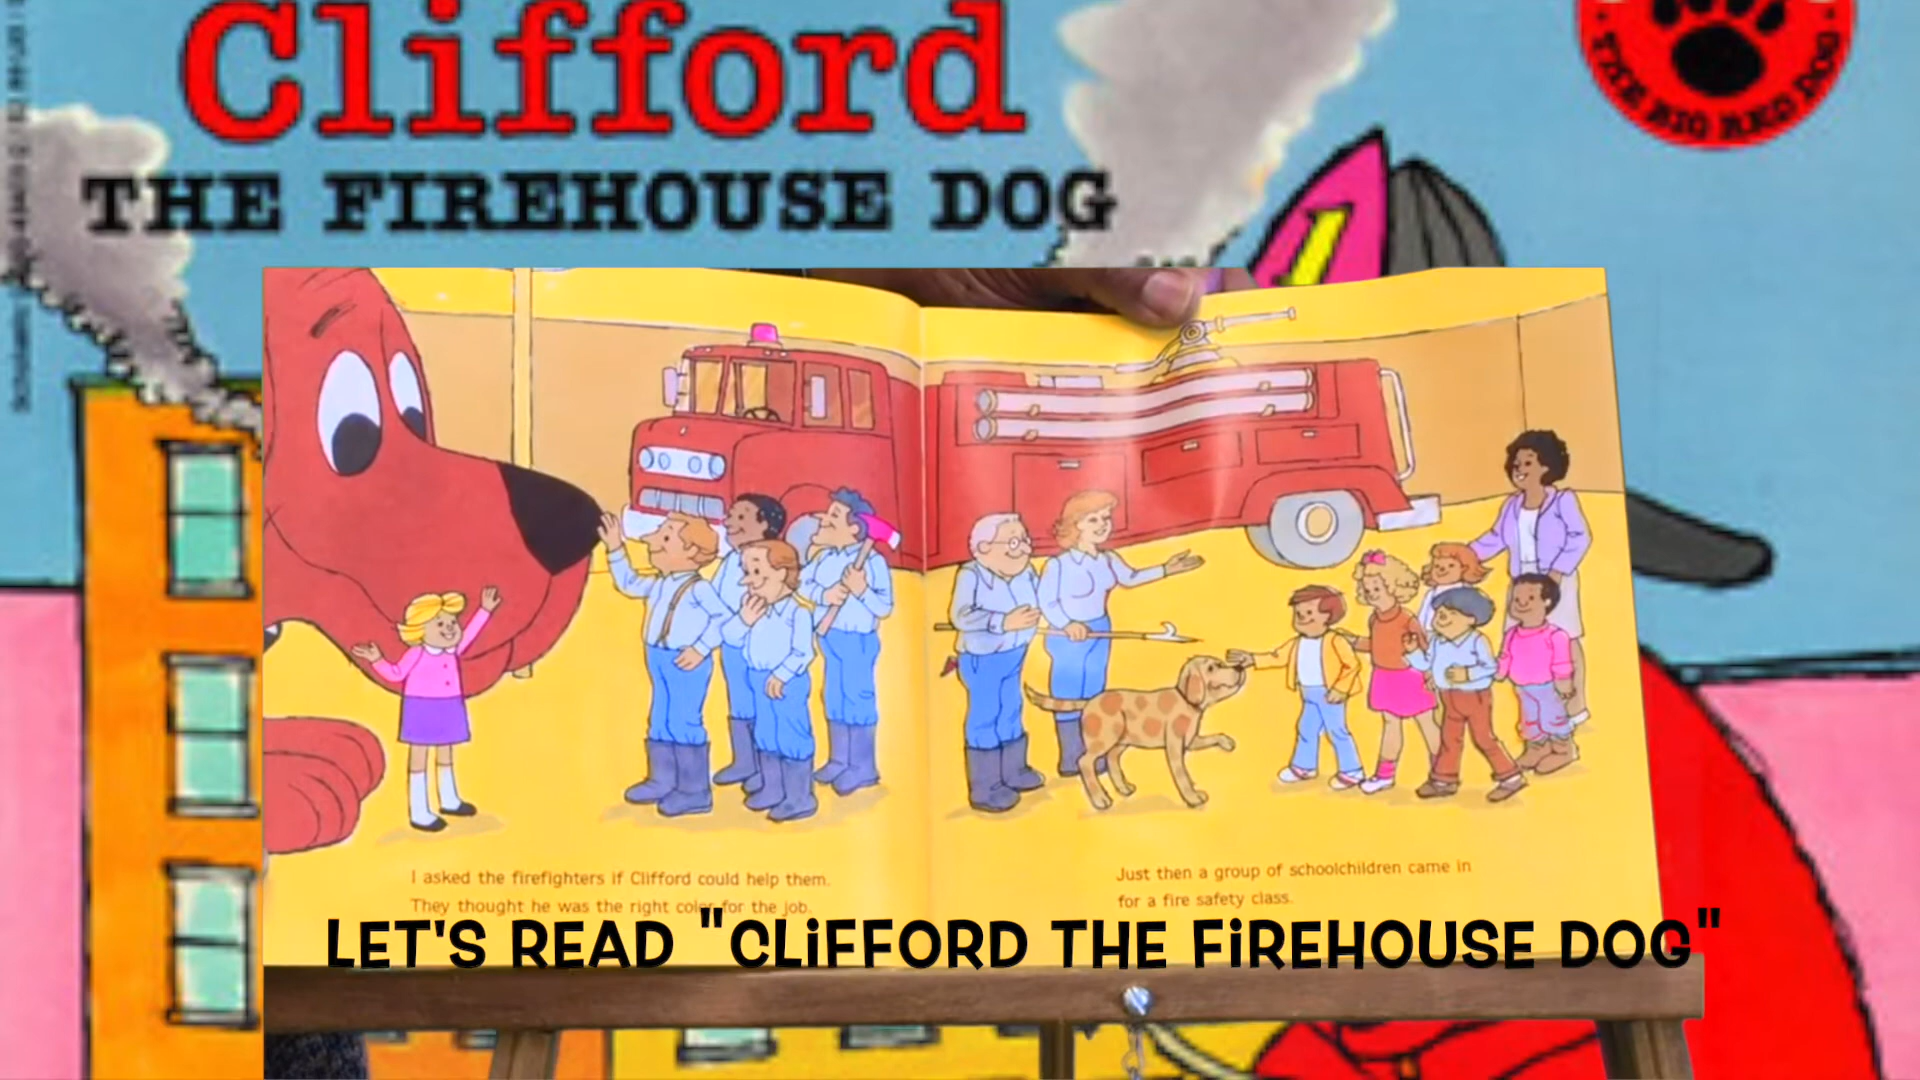 Clifford
THE FIREHOUSE DOG
THE BIG RED DOG
I asked the firefighters if Clifford could help them.
They thought he was the right color for the job.
Just then a group of schoolchildren came in
for a fire safety class.
LET'S READ "CLiFFORD THE FiREHOUSE DOG"